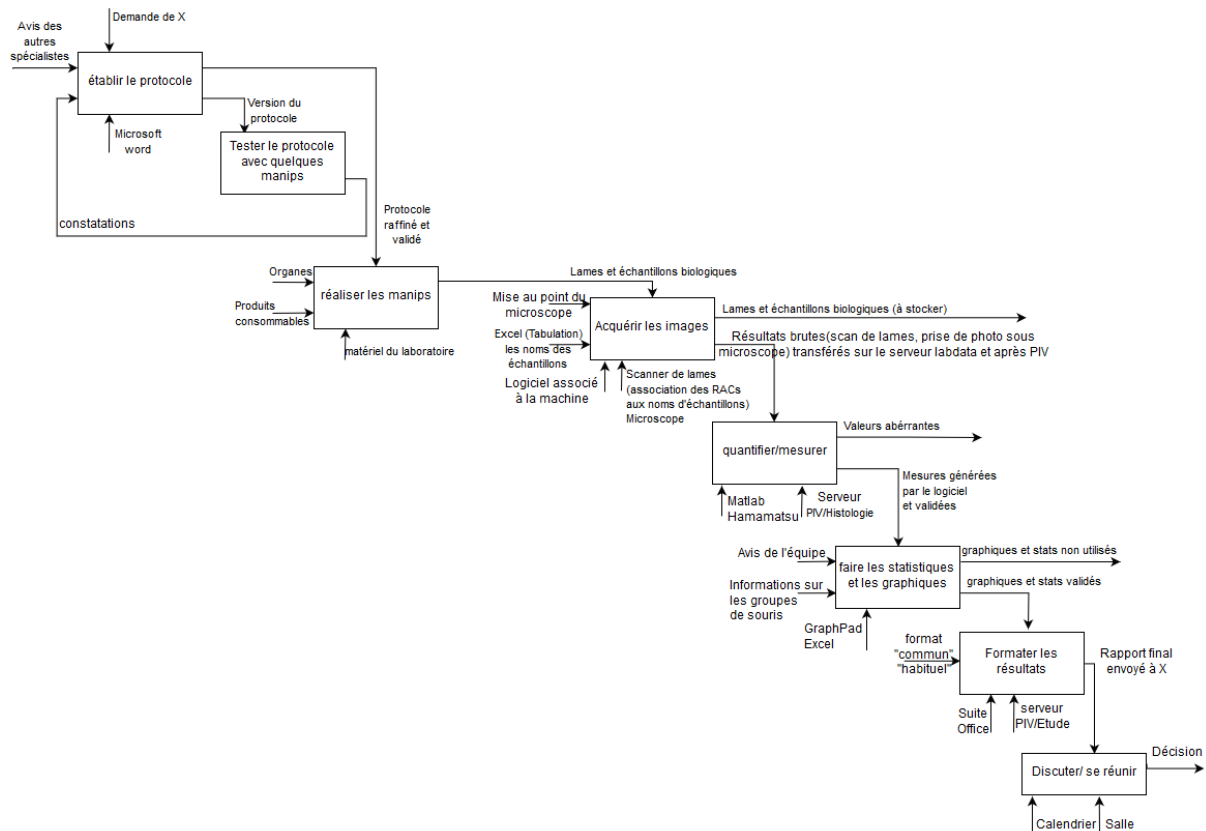 Demande de X
Avis des
autres
spécialistes
établir le protocole
Microsoft
word
Version du
protocole
Tester le protocole
avec quelques
manips
constatations
Protocole
raffiné et
validé
Organes
Produits
consommables
réaliser les manips
matériel du laboratoire
Lames et échantillons biologiques
Mise au point du
microscope
Excel (Tabulation)
les noms des
échantillons
Acquérir les images
Logiciel associé
à la machine
Scanner de lames
(association des RACs
aux noms d'échantillons)
Microscope
Lames et échantillons biologiques (à stocker)
Résultats brutes(scan de lames, prise de photo sous
microscope) transférés sur le serveur labdata et après PIV
quantifier/mesurer
Valeurs abérrantes
Matlab
Hamamatsu
Serveur
PIV/Histologie
Mesures générées
par le logiciel
et validées
Avis de l'équipe
Informations sur
les groupes
de souris
faire les statistiques
et les graphiques
GraphPad
Excel
graphiques et stats non utilisés
graphiques et stats validés
format
"commun"
"habituel"
Formater les
résultats
Suite
Office
serveur
PIV/Etude
Rapport final
envoyé à X
Discuter/ se réunir
Décision
Calendrier
Salle